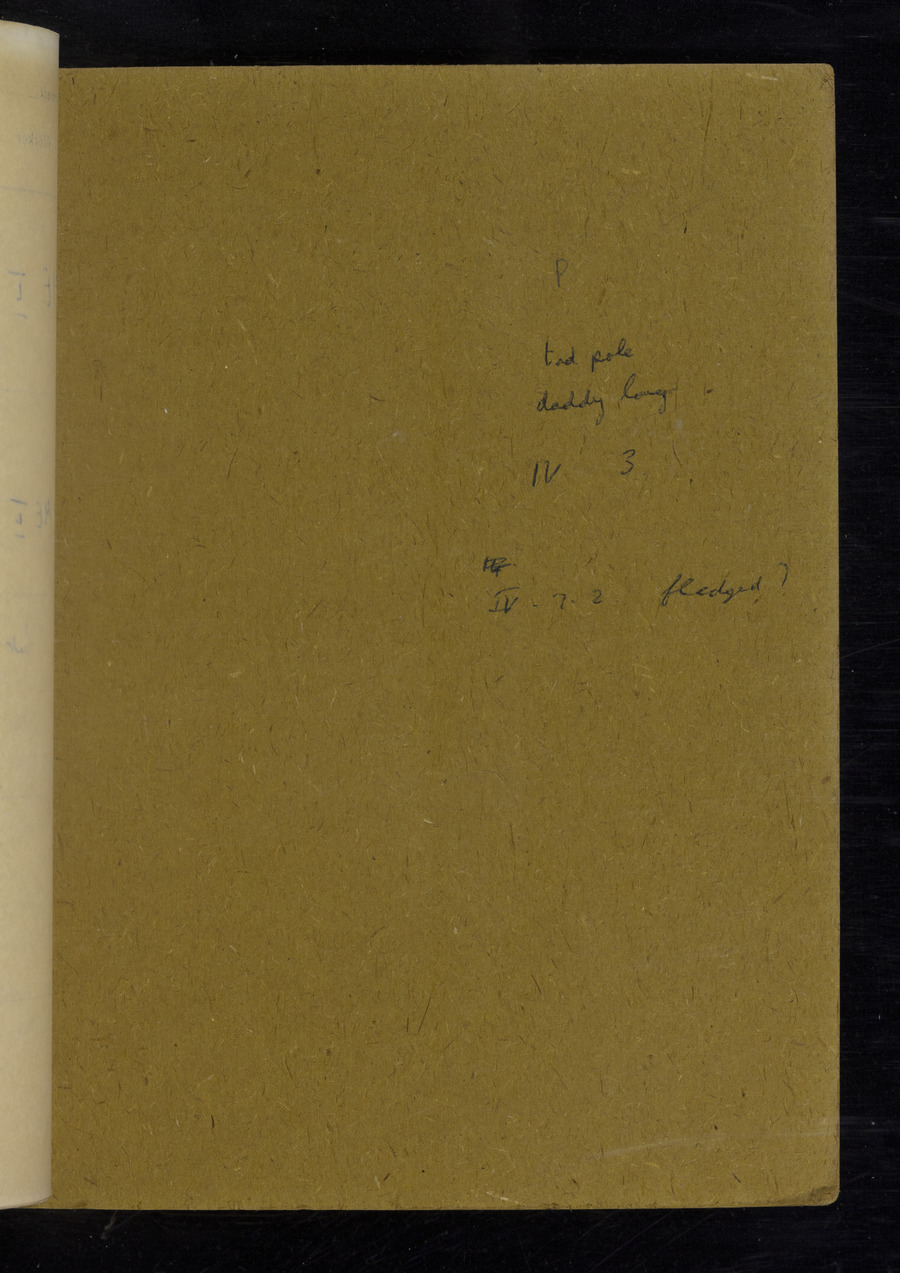 P
tad pole
daddy long
IV 3
IV - 7 - 2 fledged ?